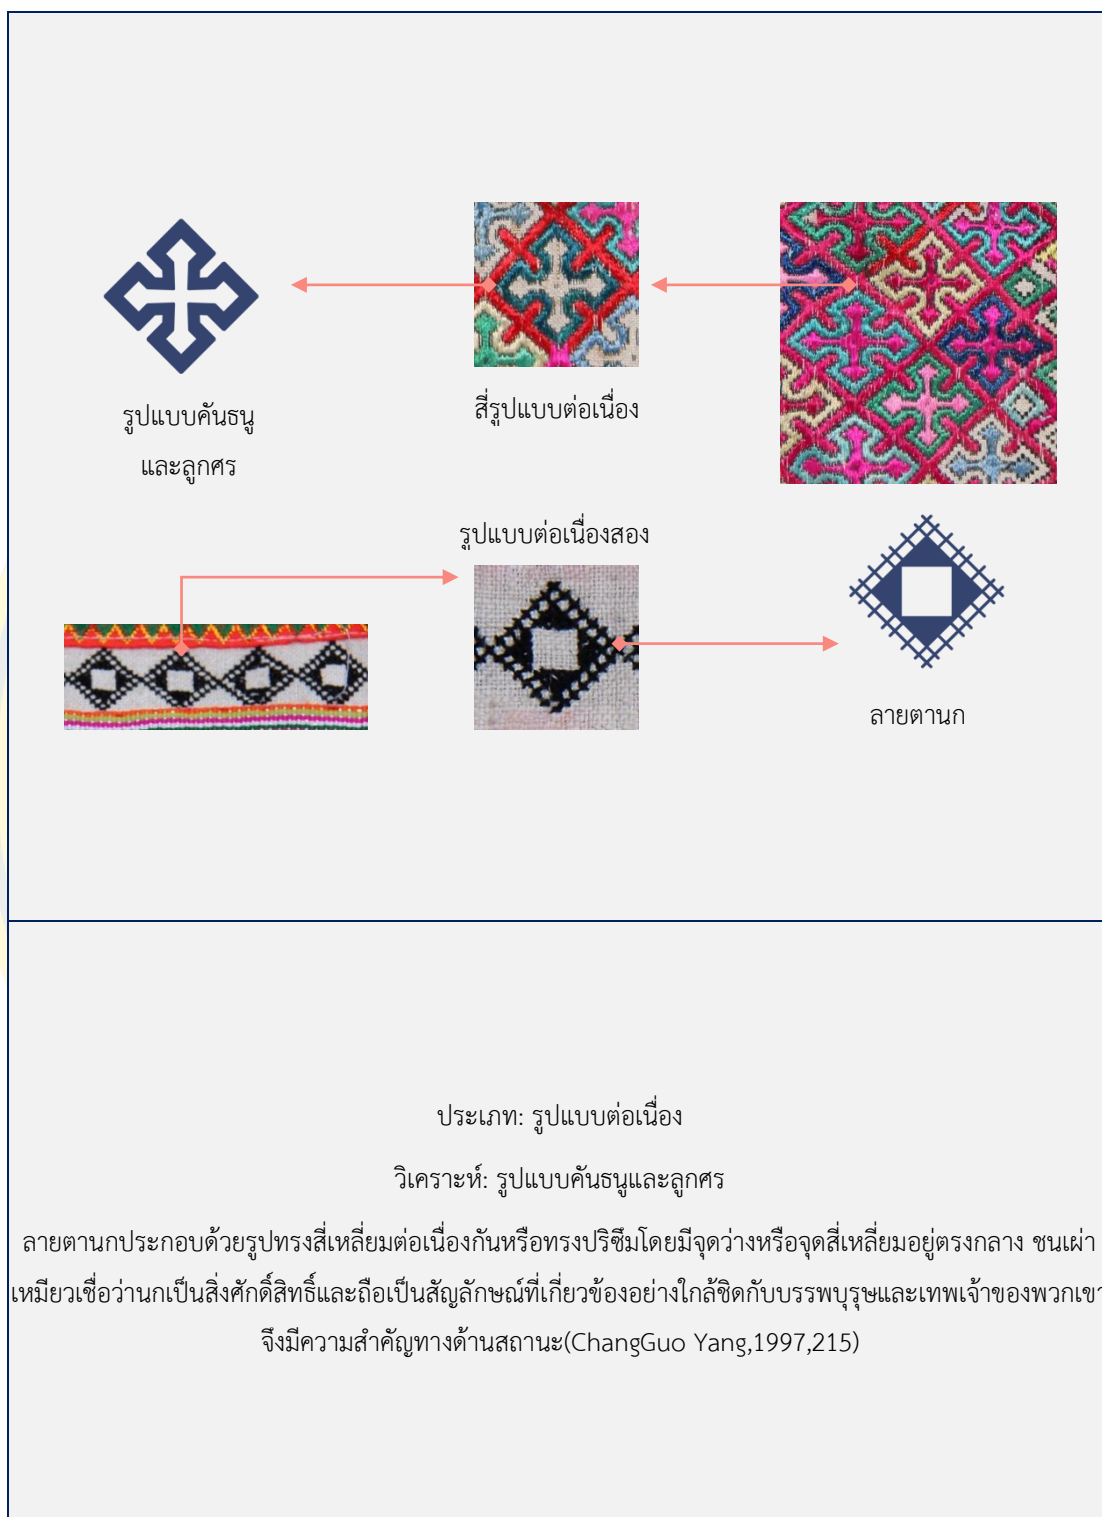 รูปแบบคันธนู
และลูกศร
สี่รูปแบบต่อเนื่อง
รูปแบบต่อเนื่องสอง
ลายตานก
ประเภท: รูปแบบต่อเนื่อง
วิเคราะห์: รูปแบบคันธนูและลูกศร
ลายตานกประกอบด้วยรูปทรงสี่เหลี่ยมต่อเนื่องกันหรือทรงปริซึมโดยมีจุดว่างหรือจุดสี่เหลี่ยมอยู่ตรงกลาง ชนเผ่า
เหมียวเชื่อว่านกเป็นสิ่งศักดิ์สิทธิ์และถือเป็นสัญลักษณ์ที่เกี่ยวข้องอย่างใกล้ชิดกับบรรพบุรุษและเทพเจ้าของพวกเขา
จึงมีความสำคัญทางด้านสถานะ(ChangGuo Yang,1997,215)